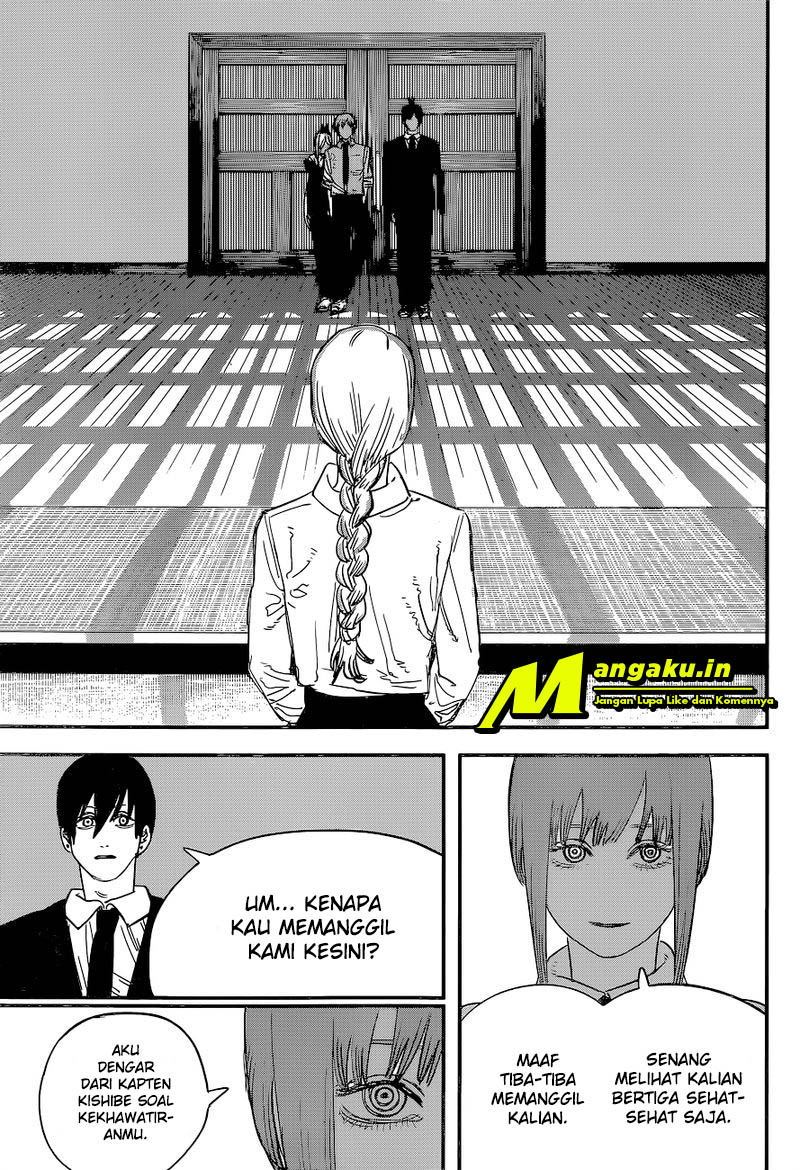 Mangaku.in
Jangan Lupa Like dan Komennya
SENANG
MELIHAT KALIAN
BERTIGA SEHAT-
SEHAT SAJA.
MAAF
TIBA-TIBA
MEMANGGIL
KALIAN.
UM... KENAPA
KAU MEMANGGIL
KAMI KESINI?
AKU
DENGAR
DARI KAPTEN
KISHIBE SOAL
KEKHAWATIR-
ANMU.